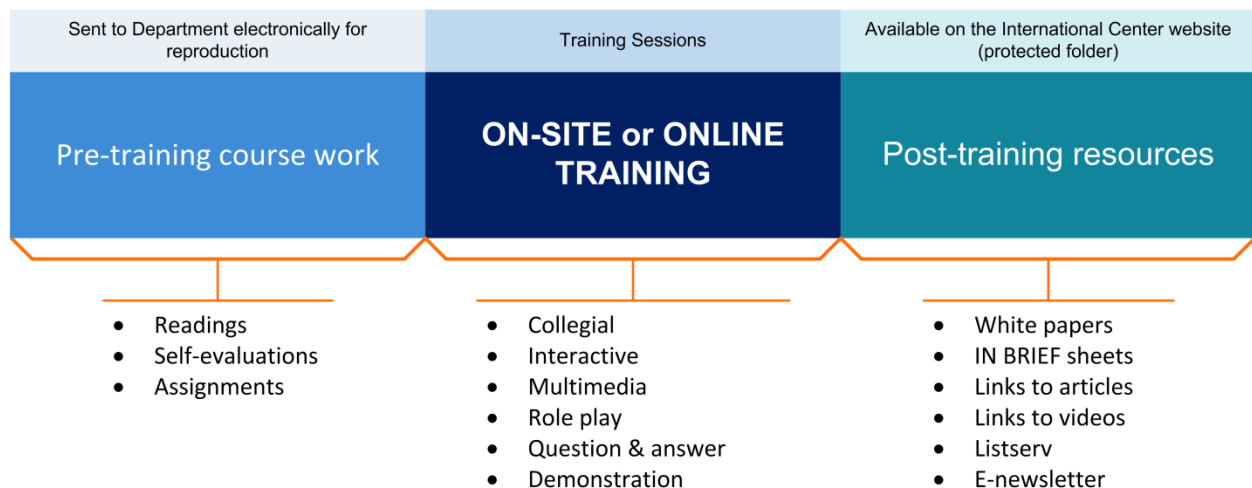 Sent to Department electronically for
reproduction
Training Sessions
Available on the International Center website
(protected folder)
Pre-training course work
ON-SITE or ONLINE
TRAINING
Post-training resources
• Readings
• Self-evaluations
• Assignments
• Collegial
• Interactive
• Multimedia
• Role play
• Question & answer
• Demonstration
• White papers
• IN BRIEF sheets
• Links to articles
• Links to videos
• Listserv
• E-newsletter